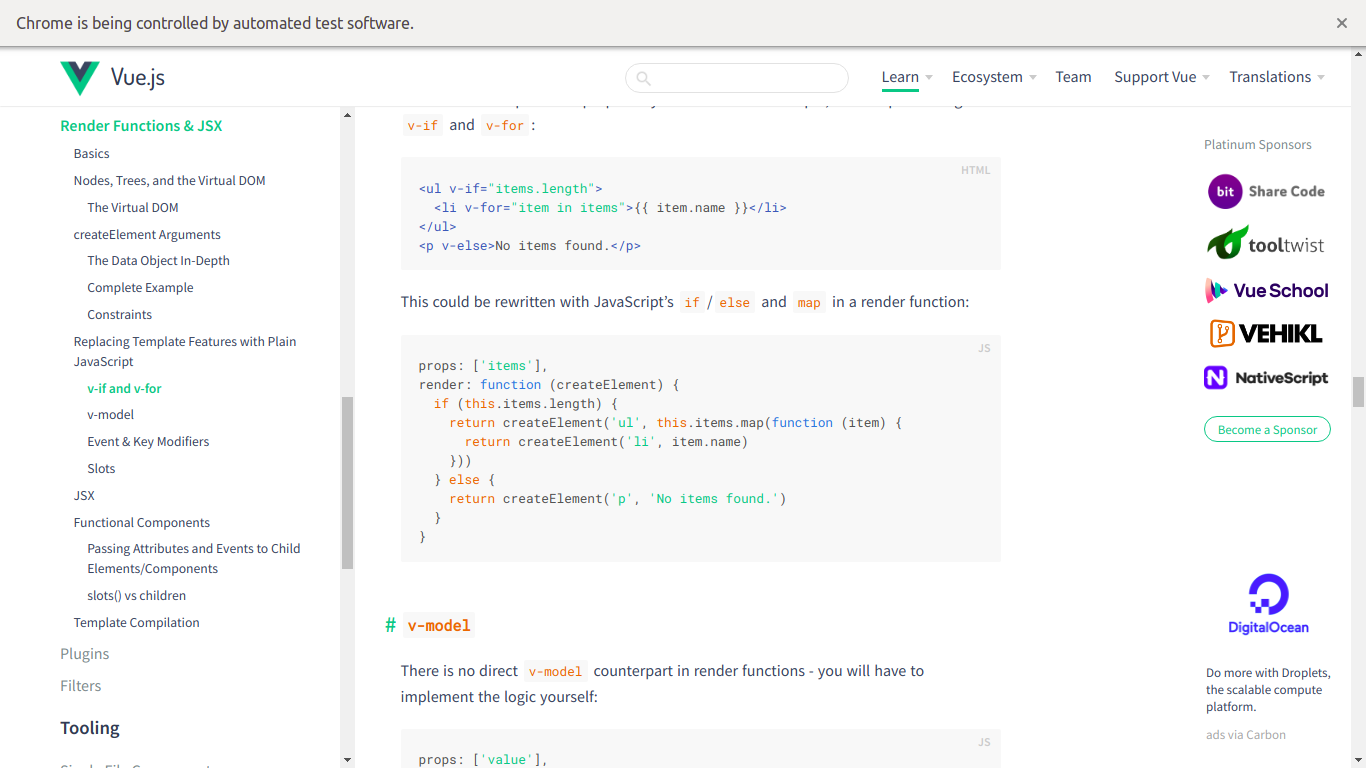 Chrome is being controlled by automated test software.
Vue.js
Learn
Ecosystem
Team
Support Vue
Translations
Render Functions & JSX
Basics
Nodes, Trees, and the Virtual DOM
The Virtual DOM
createElement Arguments
The Data Object In-Depth
Complete Example
Constraints
Replacing Template Features with Plain
JavaScript
v-if and v-for
v-model
Event & Key Modifiers
Slots
JSX
Functional Components
Passing Attributes and Events to Child
Elements/Components
slots() vs children
Template Compilation
Plugins
Filters
Tooling
v-if and v-for :
HTML
<ul v-if="items.length">
<li v-for="item in items">{{ item.name }}</li>
</ul>
<p v-else>No items found.</p>
This could be rewritten with JavaScript’s if / else and map in a render function:
JS
props: ['items'],
render: function (createElement) {
if (this.items.length) {
return createElement('ul', this.items.map(function (item) {
return createElement('li', item.name)
}))
} else {
return createElement('p', 'No items found.')
}
}
# v-model
There is no direct v-model counterpart in render functions - you will have to
implement the logic yourself:
JS
props: ['value'],
Platinum Sponsors
bit Share Code
tooltwist
Vue School
VEHIKL
NativeScript
Become a Sponsor
DigitalOcean
Do more with Droplets,
the scalable compute
platform.
ads via Carbon